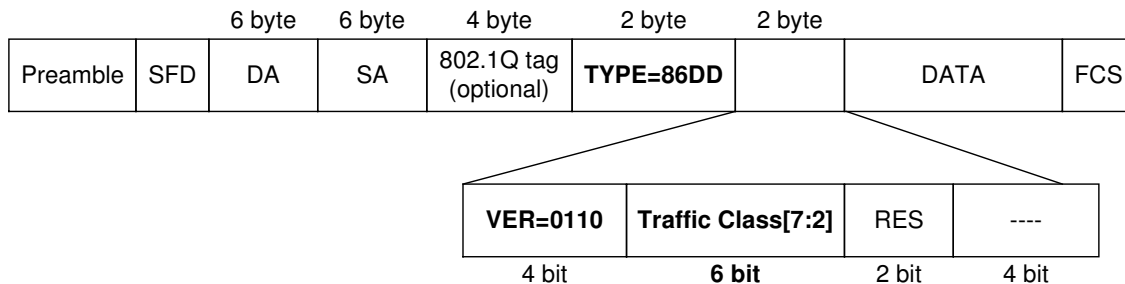 6 byte 6 byte 4 byte 2 byte 2 byte
Preamble SFD DA SA 802.1Q tag (optional) TYPE=86DD DATA FCS
VER=0110 Traffic Class[7:2] RES ----
4 bit 6 bit 2 bit 4 bit